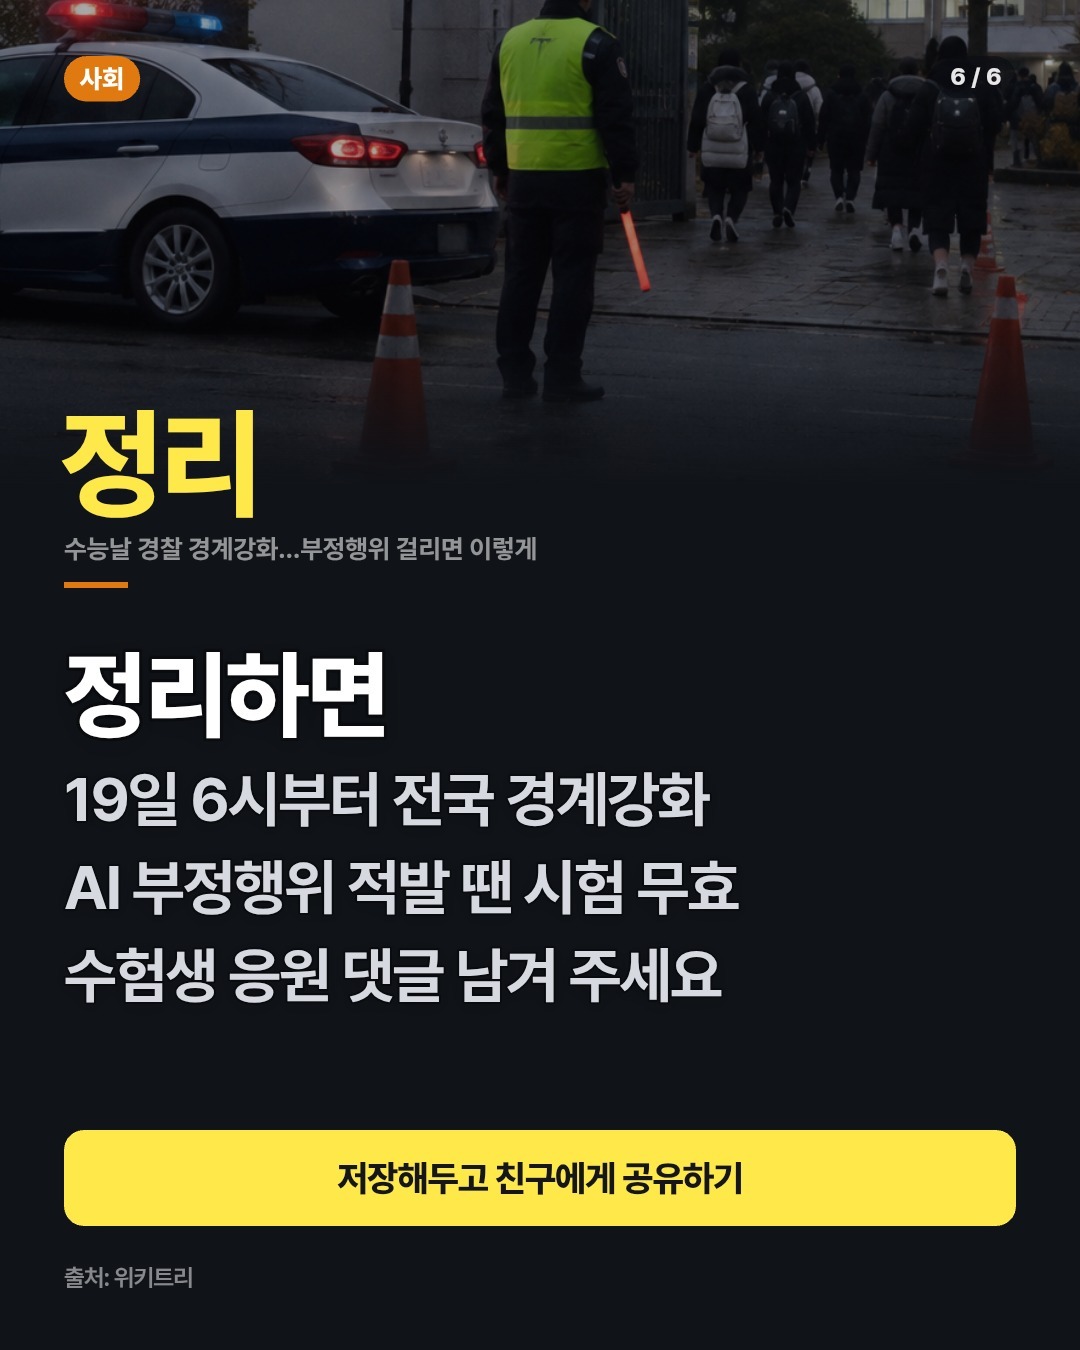 사회
6 / 6
정리
수능날 경찰 경계강화...부정행위 걸리면 이렇게
정리하면
19일 6시부터 전국 경계강화
AI 부정행위 적발 땐 시험 무효
수험생 응원 댓글 남겨 주세요
저장해두고 친구에게 공유하기
출처: 위키트리